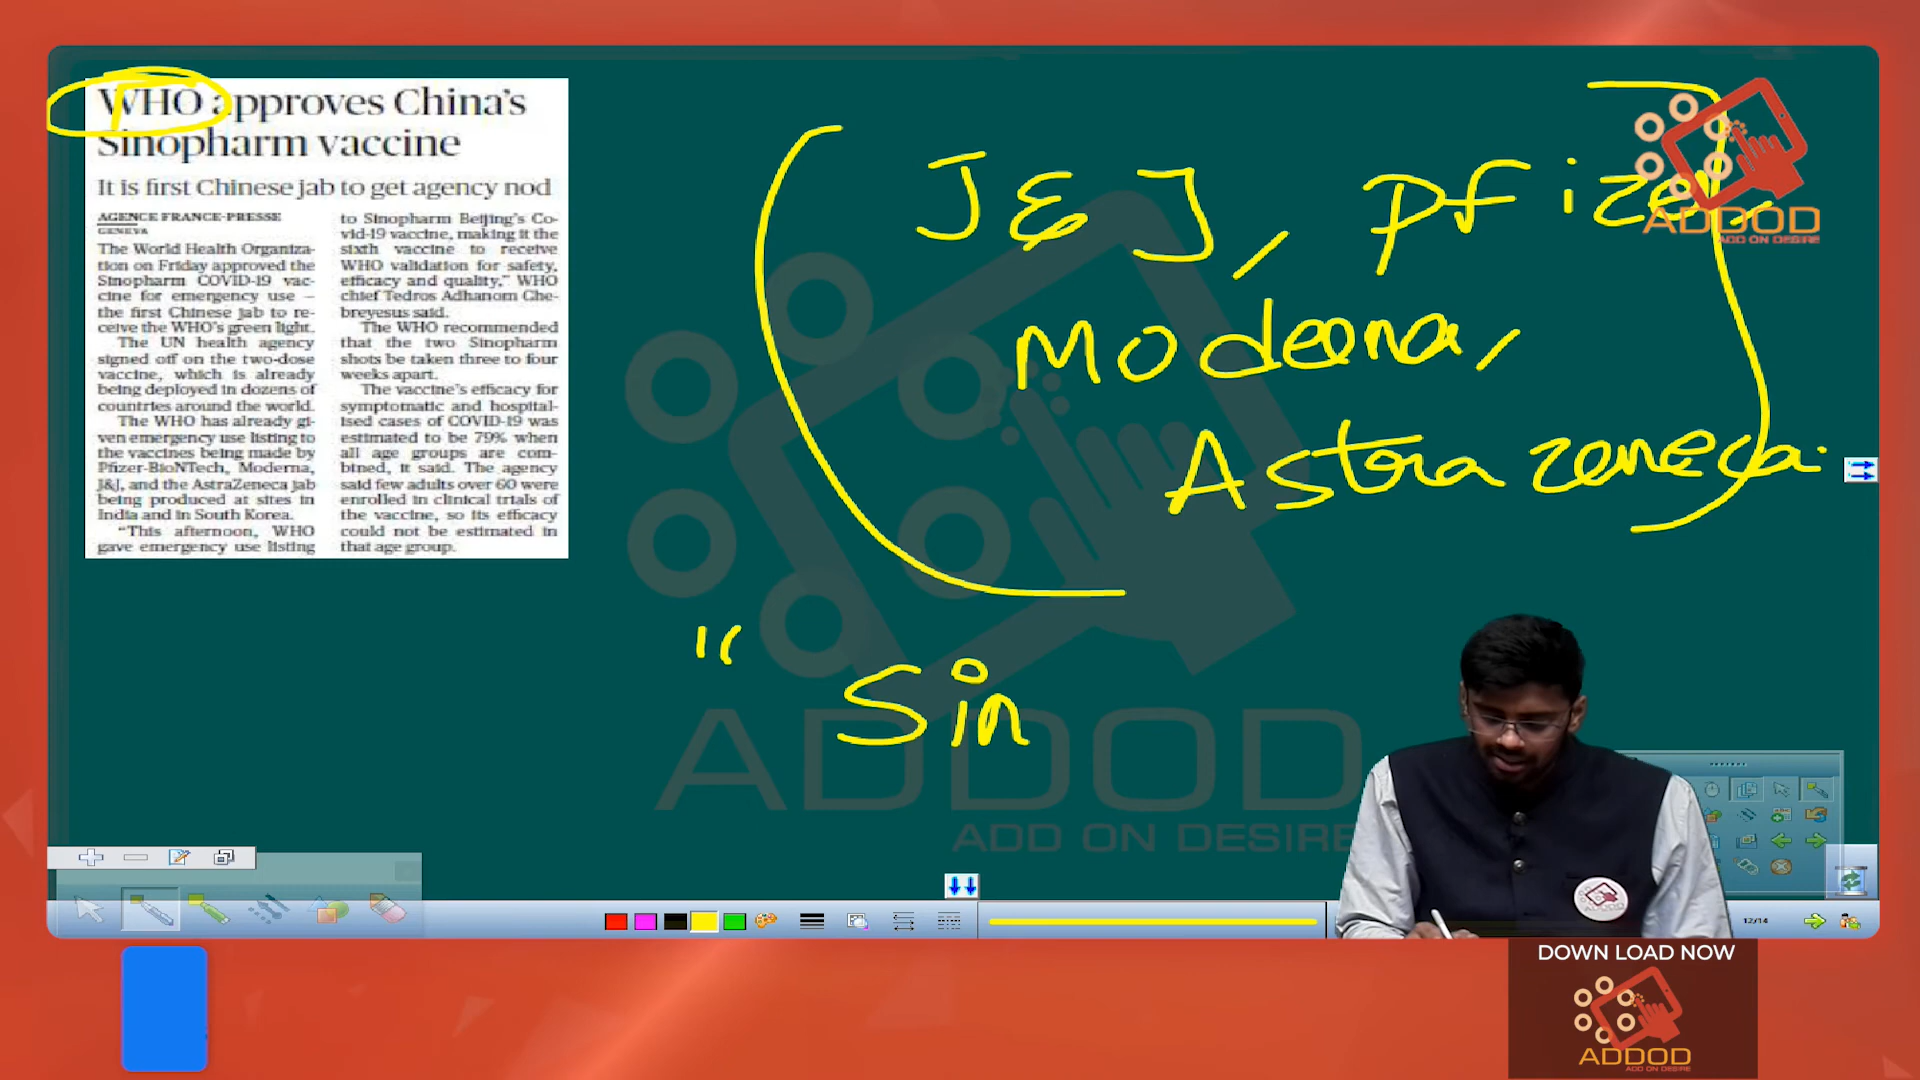 WHO approves China's
Sinopharm vaccine
It is first Chinese jab to get agency nod
AGENCE FRANCE-PRESSE
GENEVA
The World Health Organiza-
tion on Friday approved the
Sinopharm COVID-19 vac-
cine for emergency use –
the first Chinese jab to re-
ceive the WHO's green light.
The UN health agency
signed off on the two-dose
vaccine, which is already
being deployed in dozens of
countries around the world.
The WHO has already gi-
ven emergency use listing to
the vaccines being made by
Pfizer-BioNTech, Moderna,
J&J, and the AstraZeneca jab
being produced at sites in
India and in South Korea.
"This afternoon, WHO
gave emergency use listing
to Sinopharm Beijing's Co-
vid-19 vaccine, making it the
sixth vaccine to receive
WHO validation for safety,
efficacy and quality," WHO
chief Tedros Adhanom Ghe-
breyesus said.
The WHO recommended
that the two Sinopharm
shots be taken three to four
weeks apart.
The vaccine's efficacy for
symptomatic and hospital-
ised cases of COVID-19 was
estimated to be 79% when
all age groups are com-
bined, it said. The agency
said few adults over 60 were
enrolled in clinical trials of
the vaccine, so its efficacy
could not be estimated in
that age group.
J & J, Pfizer
Moderna,
Astrazeneca.
" Sin
ADDOD
ADD ON DESIRE
ADDOD
ADD ON DESIRE
12/14
DOWN LOAD NOW
ADDOD
ADD ON DESIRE